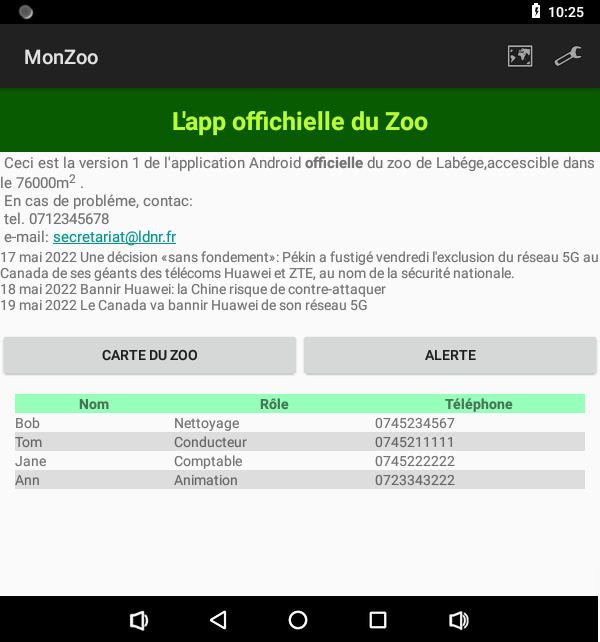 10:25
MonZoo
L'app offichielle du Zoo
Ceci est la version 1 de l'application Android officielle du zoo de Labége,accescible dans
le 76000m² .
En cas de probléme, contac:
tel. 0712345678
e-mail: secretariat@ldnr.fr
17 mai 2022 Une décision «sans fondement»: Pékin a fustigé vendredi l'exclusion du réseau 5G au
Canada de ses géants des télécoms Huawei et ZTE, au nom de la sécurité nationale.
18 mai 2022 Bannir Huawei: la Chine risque de contre-attaquer
19 mai 2022 Le Canada va bannir Huawei de son réseau 5G
CARTE DU ZOO ALERTE
Nom Rôle Téléphone
Bob Nettoyage 0745234567
Tom Conducteur 0745211111
Jane Comptable 0745222222
Ann Animation 0723343222